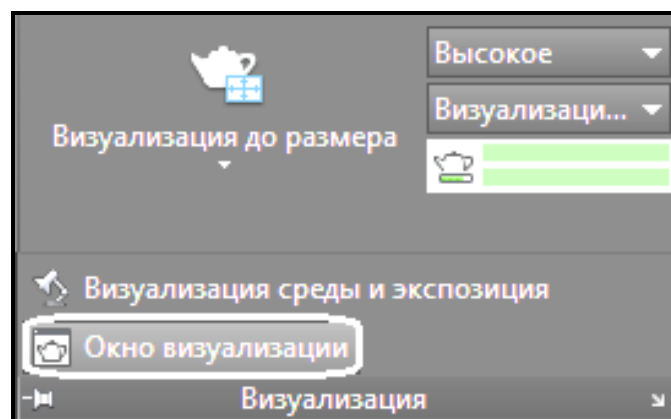 Высокое
Визуализаци...
Визуализация до размера
Визуализация среды и экспозиция
Окно визуализации
Визуализация